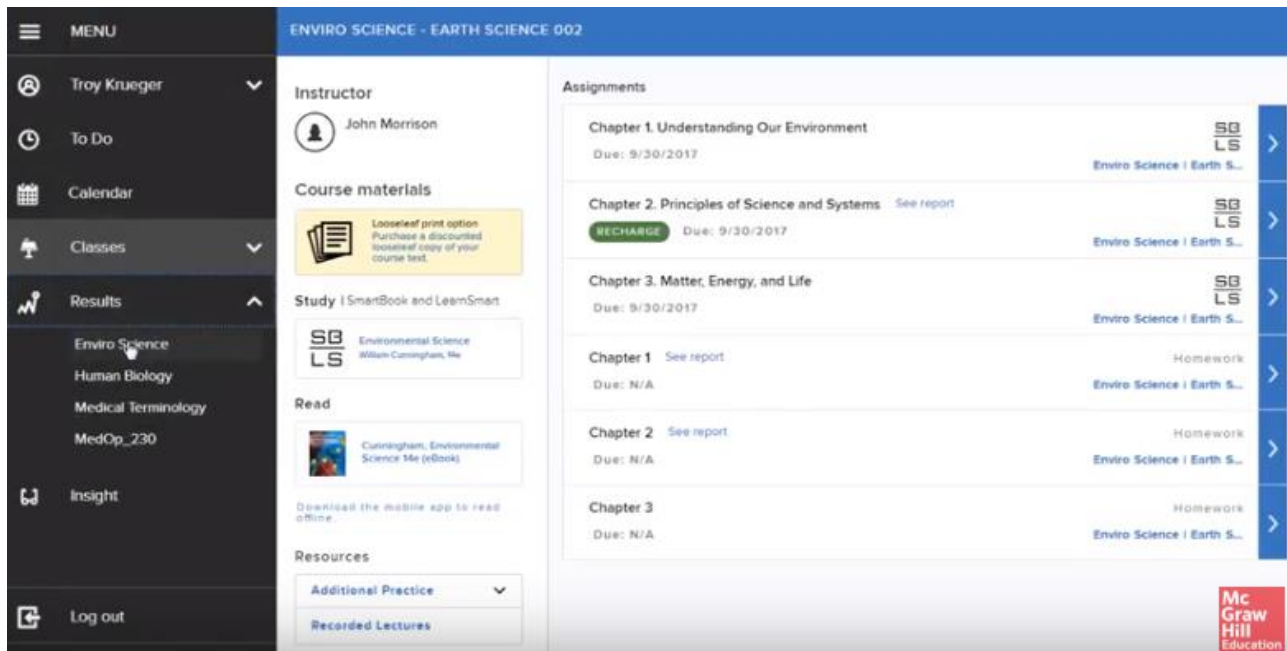 MENU
Troy Krueger
To Do
Calendar
Classes
Results
Enviro Science
Human Biology
Medical Terminology
MedOp_230
Insight
Log out
ENVIRO SCIENCE - EARTH SCIENCE 002
Instructor
John Morrison
Course materials
Looseleaf print option
Purchase a discounted
looseleaf copy of your
course text.
Study | SmartBook and LearnSmart
SB
LS
Environmental Science
William Cunningham, 14e
Read
Cunningham, Environmental
Science 14e (eBook)
Download the mobile app to read
offline.
Resources
Additional Practice
Recorded Lectures
Assignments
Chapter 1. Understanding Our Environment
Due: 9/30/2017
SB
LS
Enviro Science | Earth S...
Chapter 2. Principles of Science and Systems See report
RECHARGE Due: 9/30/2017
SB
LS
Enviro Science | Earth S...
Chapter 3. Matter, Energy, and Life
Due: 9/30/2017
SB
LS
Enviro Science | Earth S...
Chapter 1 See report Homework
Due: N/A Enviro Science | Earth S...
Chapter 2 See report Homework
Due: N/A Enviro Science | Earth S...
Chapter 3 Homework
Due: N/A Enviro Science | Earth S...
Mc
Graw
Hill
Education